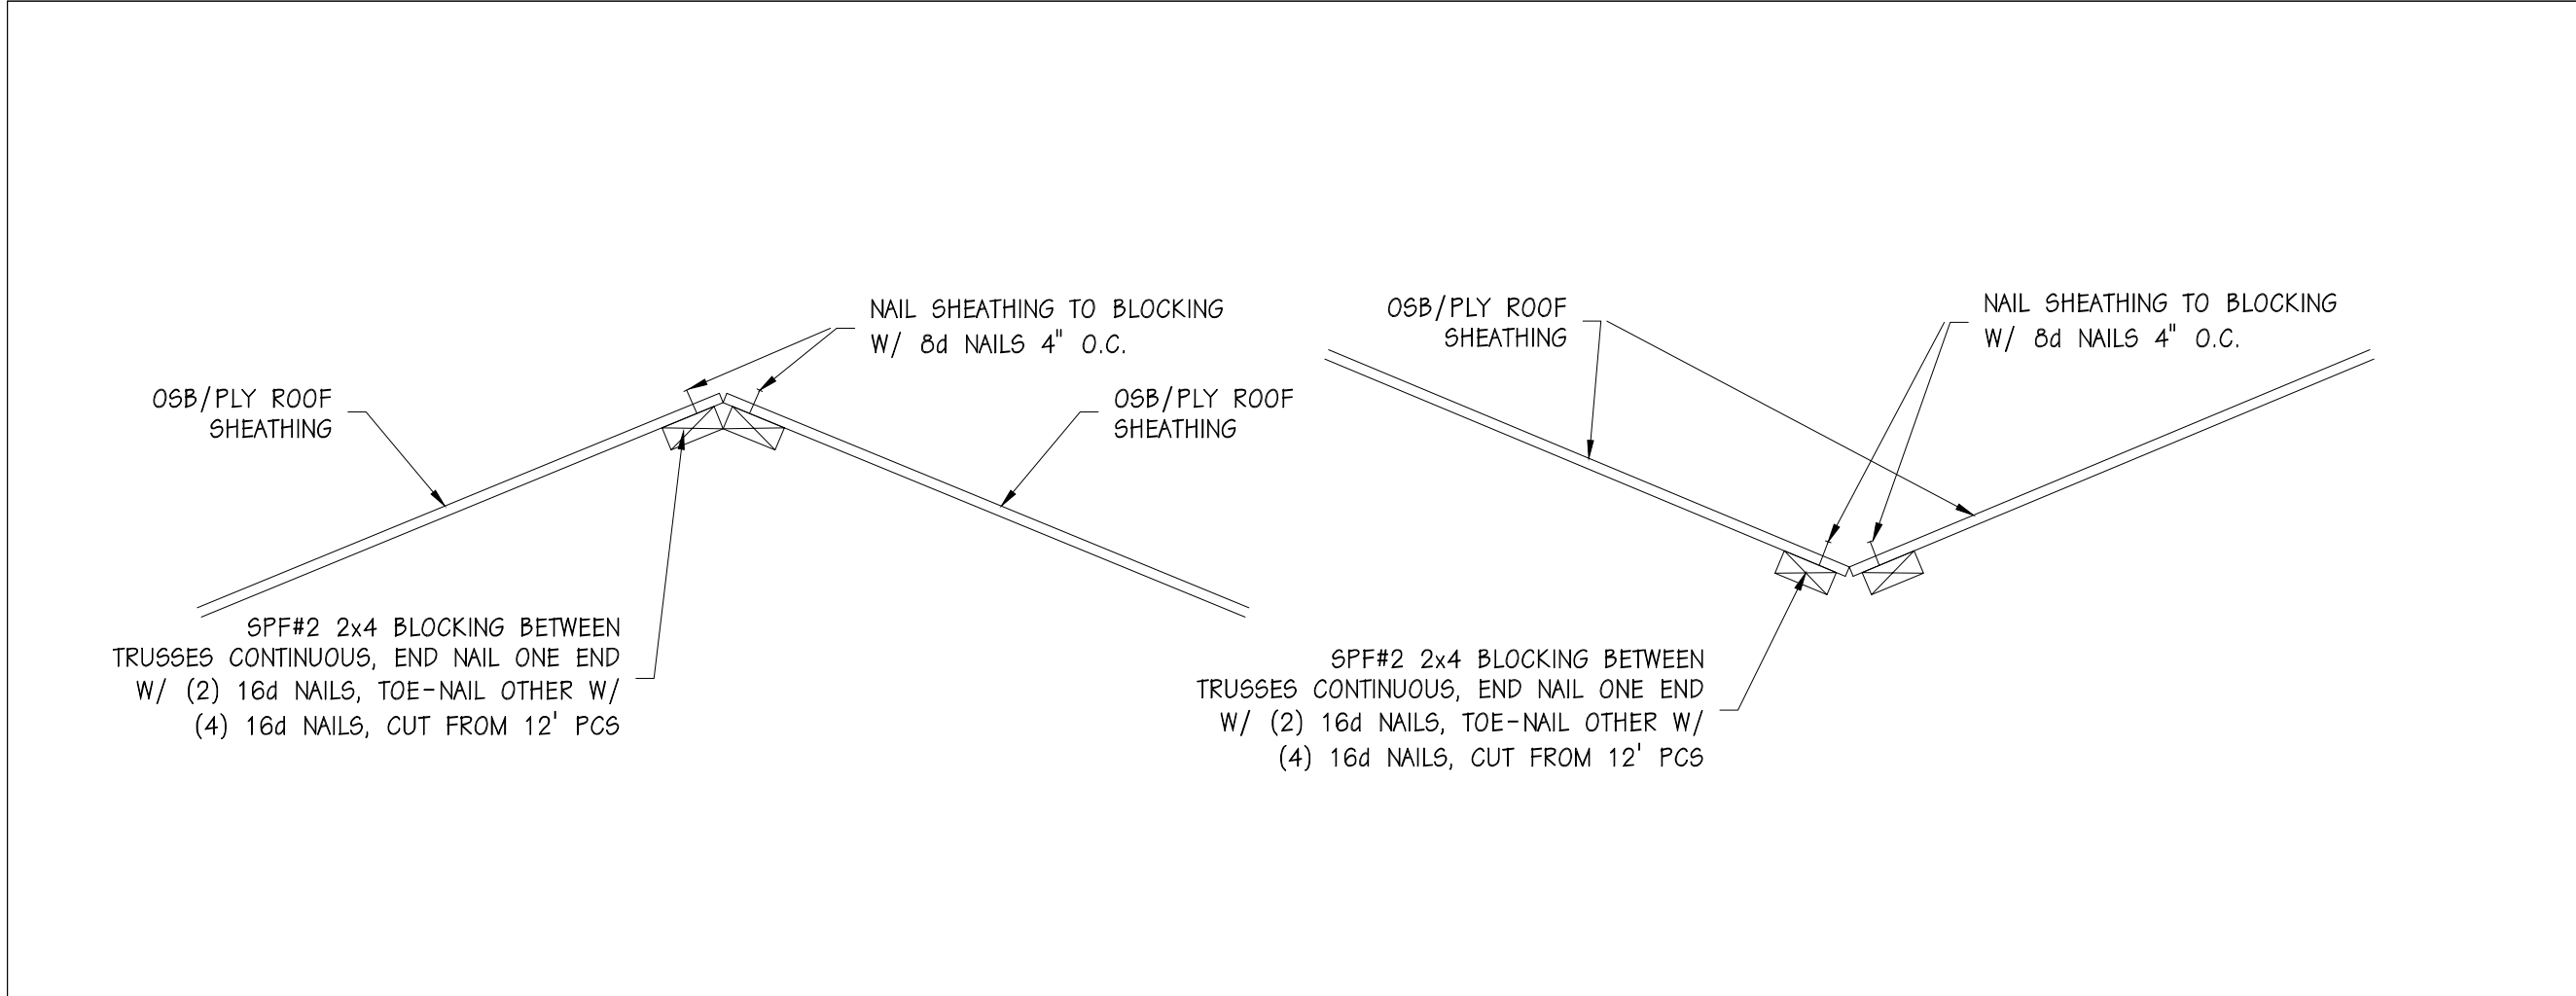 NAIL SHEATHING TO BLOCKING
W/ 8d NAILS 4" O.C.
OSB/PLY ROOF
SHEATHING
OSB/PLY ROOF
SHEATHING
SPF#2 2x4 BLOCKING BETWEEN
TRUSSES CONTINUOUS, END NAIL ONE END
W/ (2) 16d NAILS, TOE-NAIL OTHER W/
(4) 16d NAILS, CUT FROM 12' PCS
OSB/PLY ROOF
SHEATHING
NAIL SHEATHING TO BLOCKING
W/ 8d NAILS 4" O.C.
SPF#2 2x4 BLOCKING BETWEEN
TRUSSES CONTINUOUS, END NAIL ONE END
W/ (2) 16d NAILS, TOE-NAIL OTHER W/
(4) 16d NAILS, CUT FROM 12' PCS